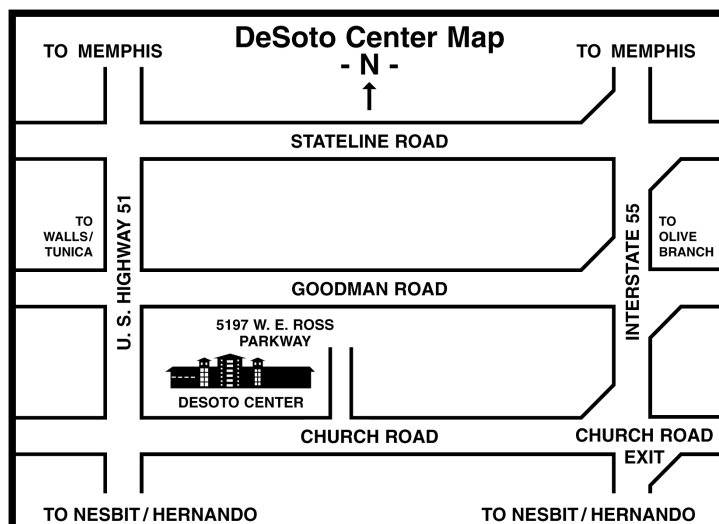 DeSoto Center Map
- N -
TO MEMPHIS
TO MEMPHIS
STATELINE ROAD
U. S. HIGHWAY 51
INTERSTATE 55
TO
WALLS/
TUNICA
TO
OLIVE
BRANCH
GOODMAN ROAD
5197 W. E. ROSS
PARKWAY
DESOTO CENTER
CHURCH ROAD
CHURCH ROAD
EXIT
TO NESBIT / HERNANDO
TO NESBIT / HERNANDO